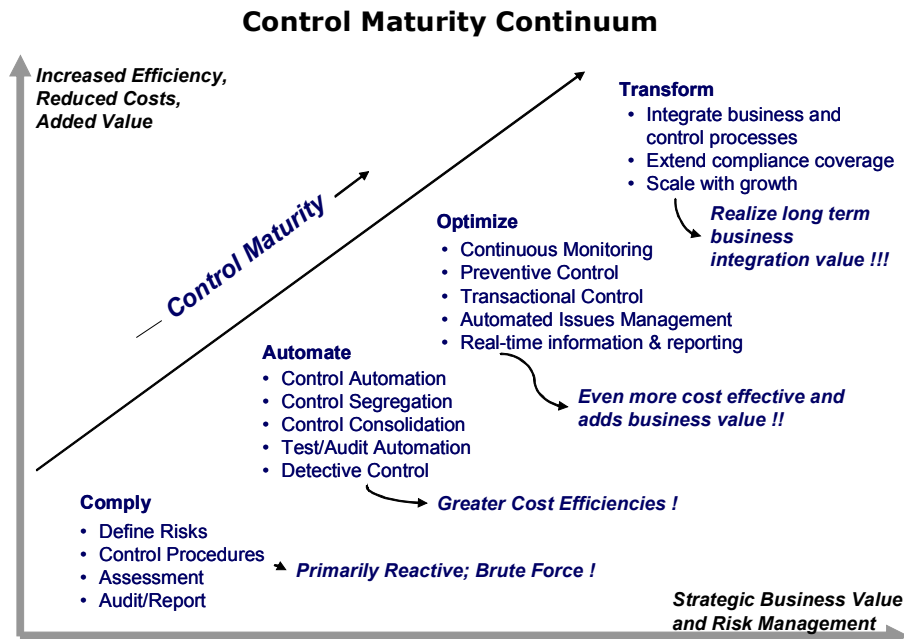 Control Maturity Continuum
Increased Efficiency,
Reduced Costs,
Added Value
Control Maturity
Transform
• Integrate business and
control processes
• Extend compliance coverage
• Scale with growth
Realize long term
business
integration value !!!
Optimize
• Continuous Monitoring
• Preventive Control
• Transactional Control
• Automated Issues Management
• Real-time information & reporting
Even more cost effective and
adds business value !!
Automate
• Control Automation
• Control Segregation
• Control Consolidation
• Test/Audit Automation
• Detective Control
Greater Cost Efficiencies !
Comply
• Define Risks
• Control Procedures
• Assessment
• Audit/Report
Primarily Reactive; Brute Force !
Strategic Business Value
and Risk Management